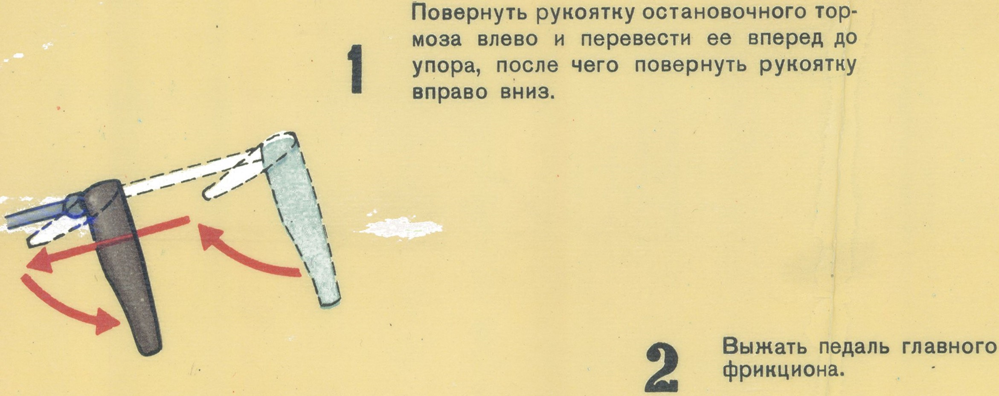 1
Повернуть рукоятку остановочного тор-
моза влево и перевести ее вперед до
упора, после чего повернуть рукоятку
вправо вниз.
2
Выжать педаль главного
фрикциона.